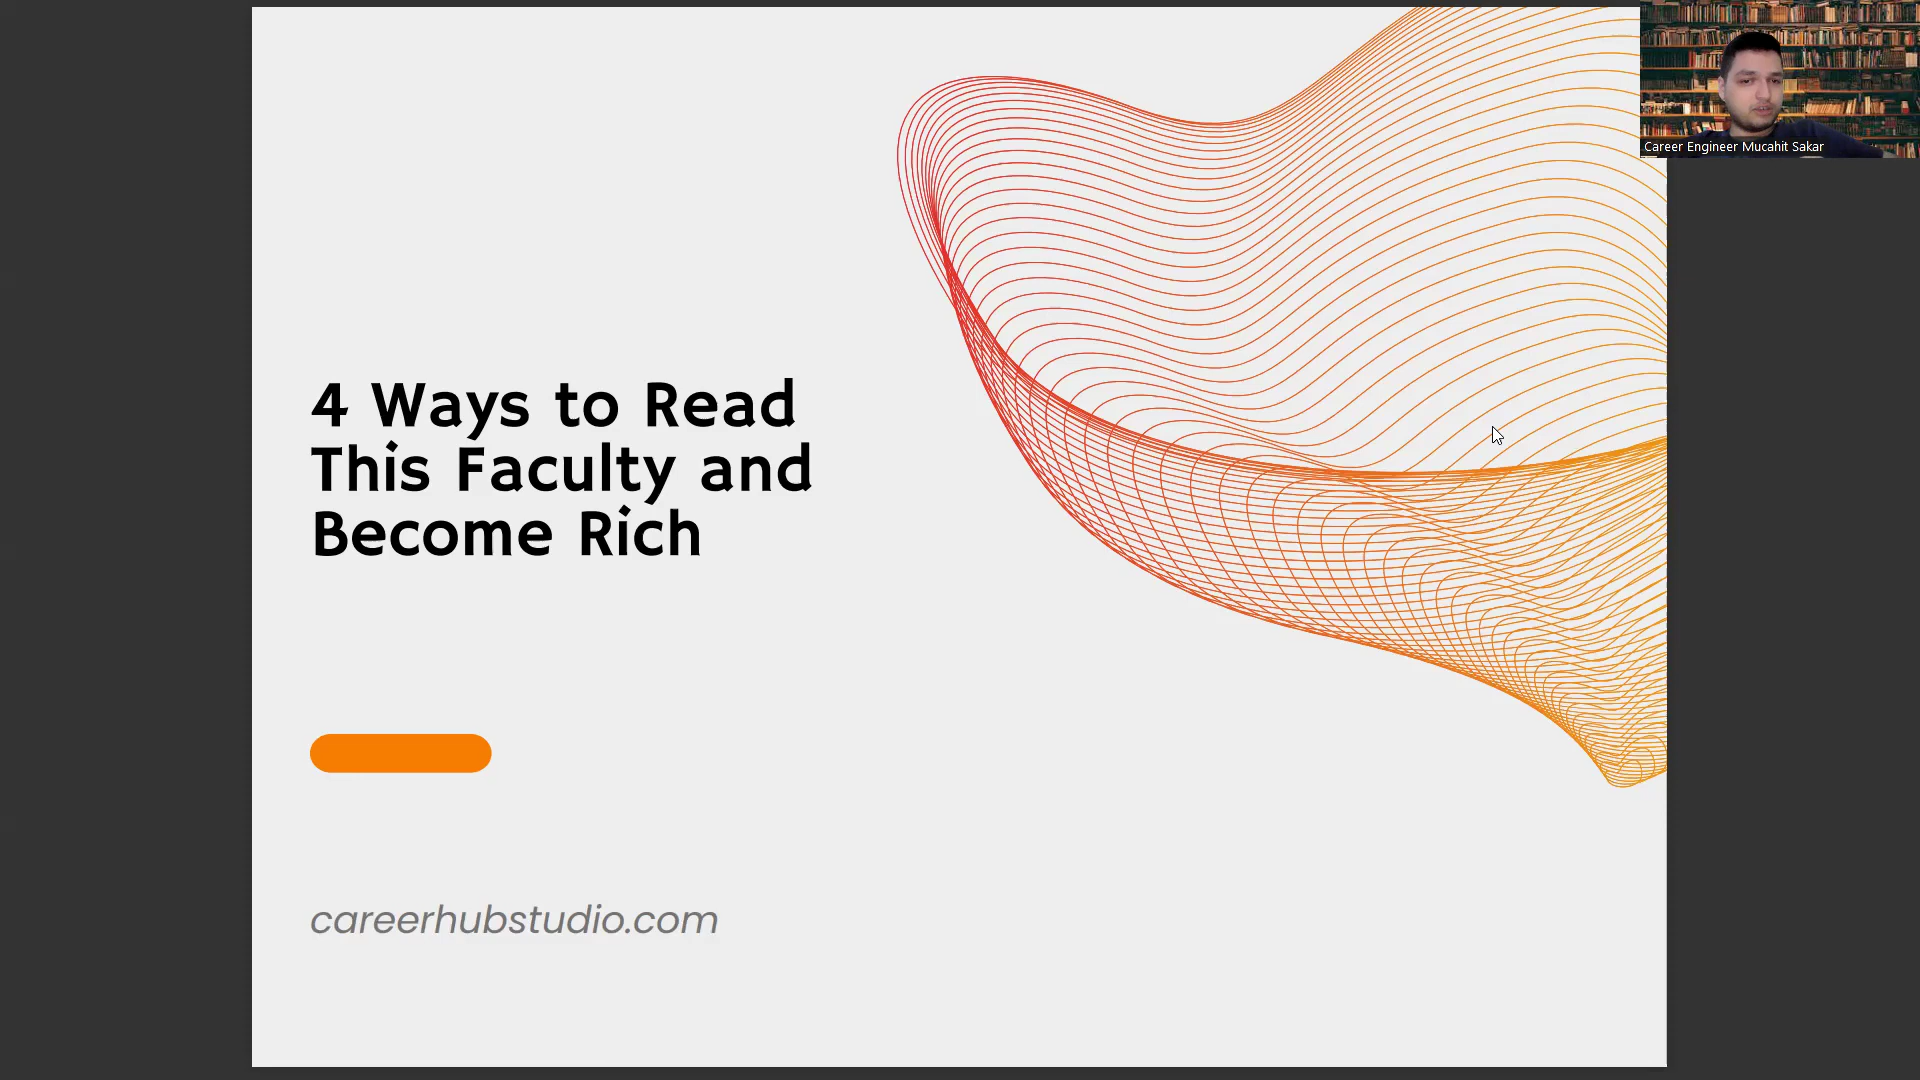 Career Engineer Mucahit Sakar
4 Ways to Read
This Faculty and
Become Rich
careerhubstudio.com